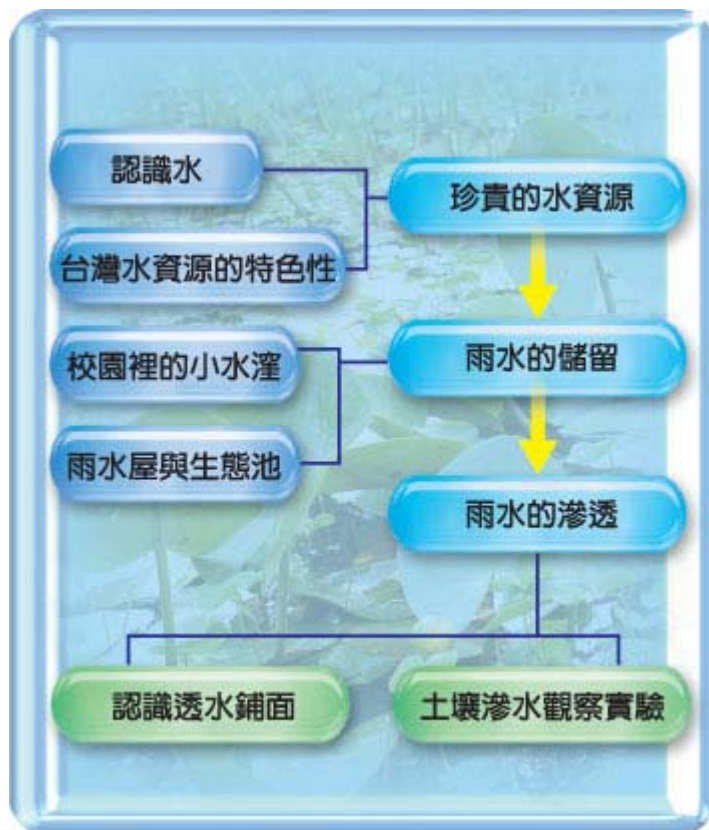 認識水
珍貴的水資源
台灣水資源的特色性
校園裡的小水漥
雨水的儲留
雨水屋與生態池
雨水的滲透
認識透水鋪面
土壤滲水觀察實驗